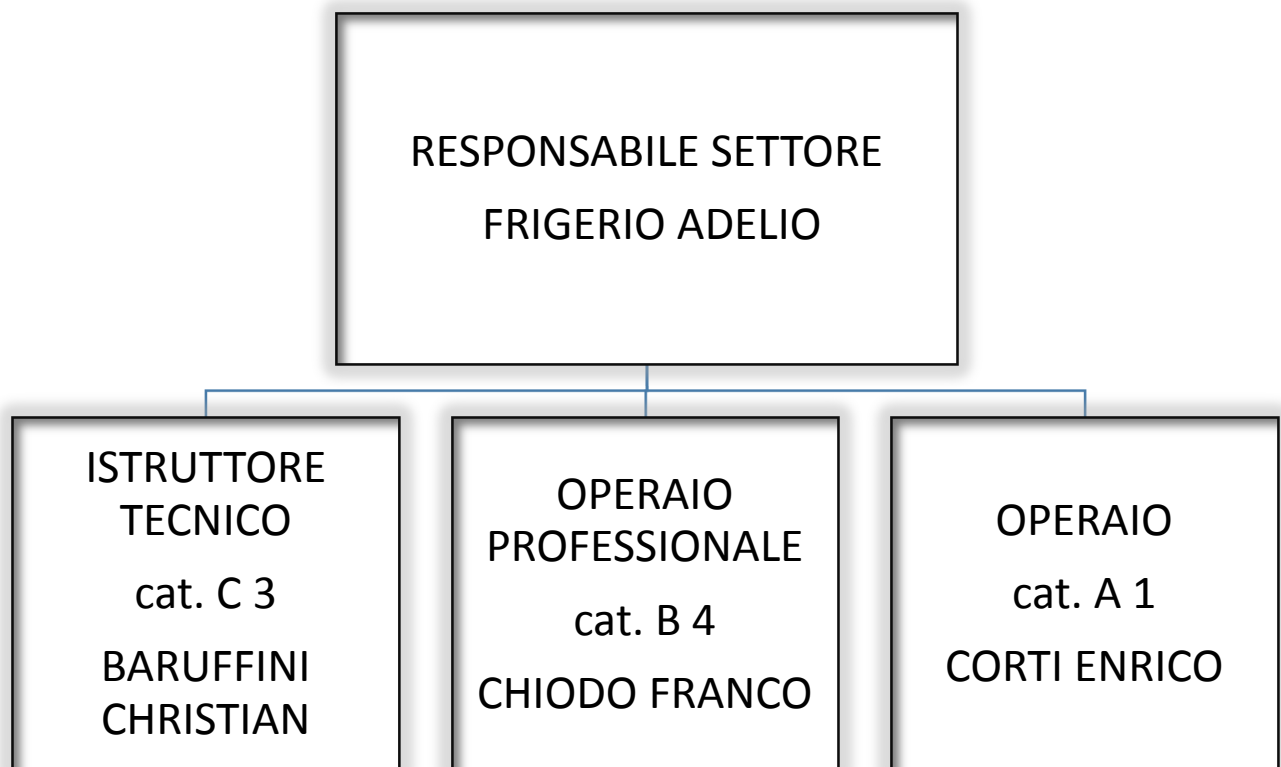 RESPONSABILE SETTORE
FRIGERIO ADELIO
ISTRUTTORE
TECNICO
cat. C 3
BARUFFINI
CHRISTIAN
OPERAIO
PROFESSIONALE
cat. B 4
CHIODO FRANCO
OPERAIO
cat. A 1
CORTI ENRICO